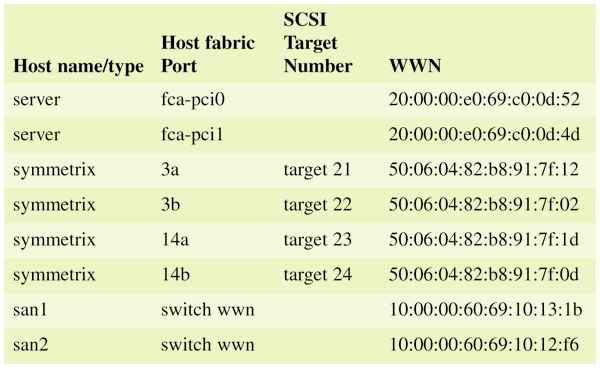 SCSI
Host fabric Target
Host name/type Port Number WWN
server fca-pci0 20:00:00:e0:69:c0:0d:52
server fca-pci1 20:00:00:e0:69:c0:0d:4d
symmetrix 3a target 21 50:06:04:82:b8:91:7f:12
symmetrix 3b target 22 50:06:04:82:b8:91:7f:02
symmetrix 14a target 23 50:06:04:82:b8:91:7f:1d
symmetrix 14b target 24 50:06:04:82:b8:91:7f:0d
san1 switch wwn 10:00:00:60:69:10:13:1b
san2 switch wwn 10:00:00:60:69:10:12:f6